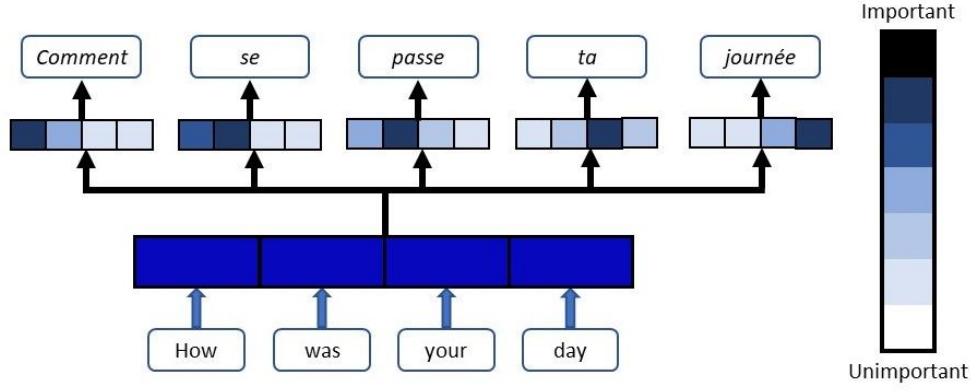 Important
Comment se passe ta journée
How was your day
Unimportant